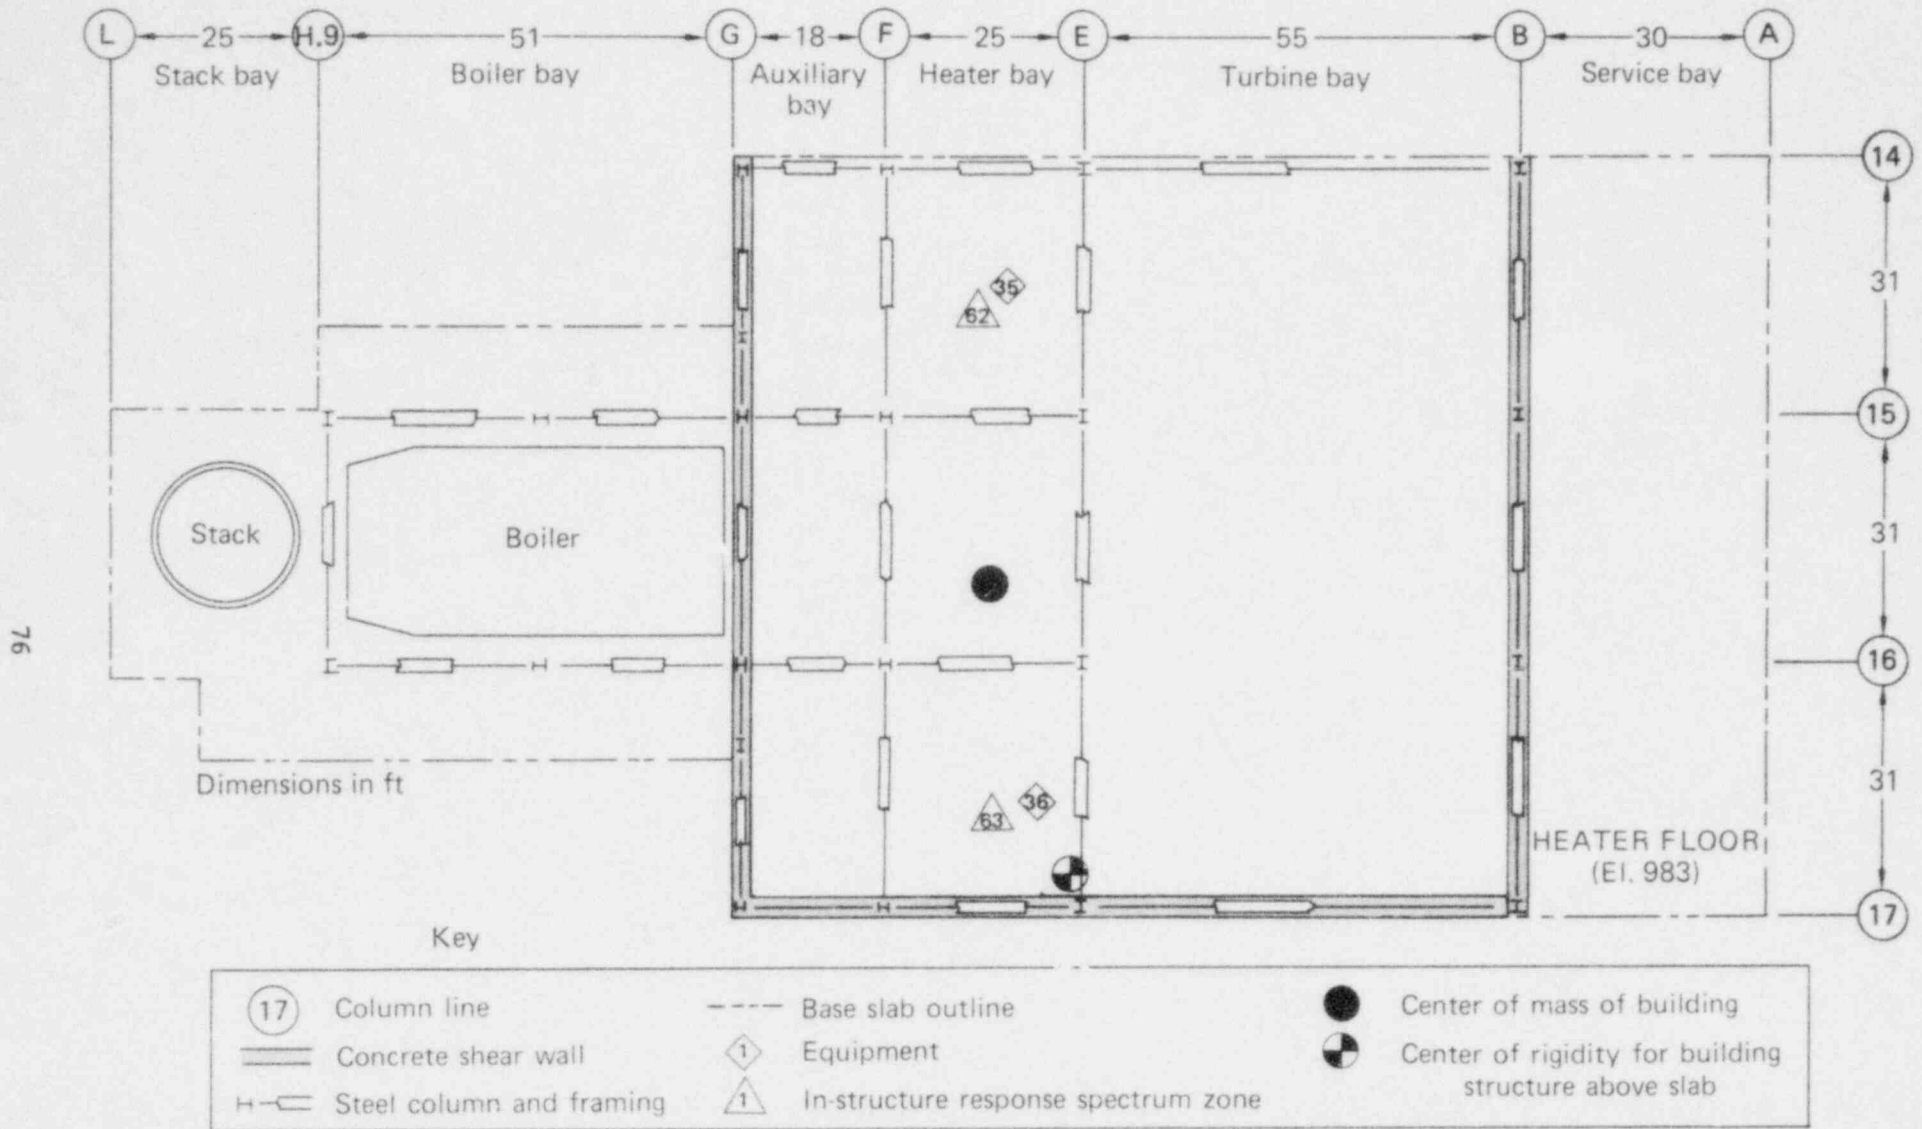 L 25 H.9 51 G 18 F 25 E 55 B 30 A
Stack bay Boiler bay Auxiliary bay Heater bay Turbine bay Service bay
14
31
35
62
15
Stack
Boiler
31
76
16
31
Dimensions in ft
36
63
HEATER FLOOR
(El. 983)
17
Key
17 Column line
Base slab outline
Center of mass of building
Concrete shear wall
1 Equipment
Center of rigidity for building
structure above slab
Steel column and framing
1 In-structure response spectrum zone